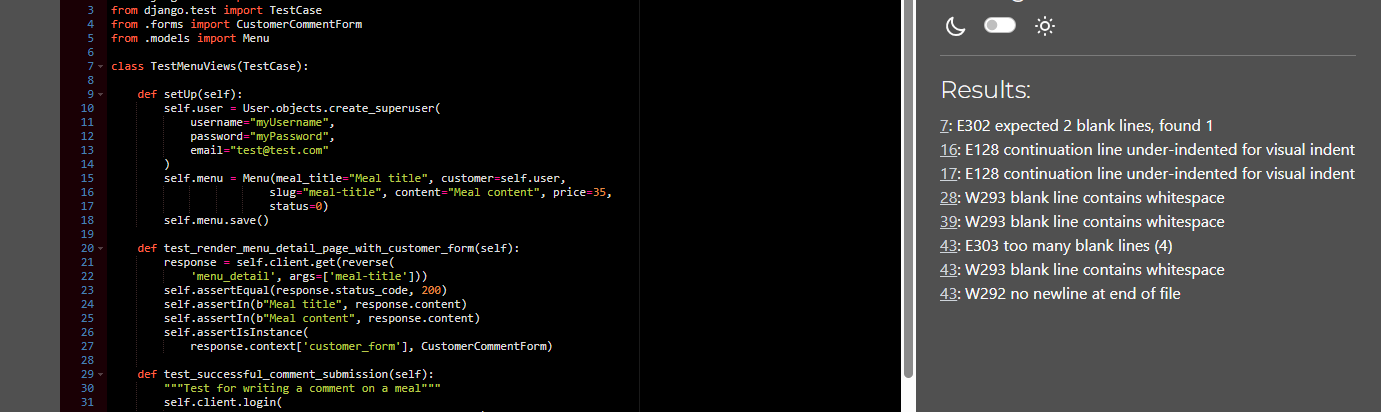 3 from django.test import TestCase
4 from .forms import CustomerCommentForm
5 from .models import Menu
6
7 class TestMenuViews(TestCase):
8
9     def setUp(self):
10         self.user = User.objects.create_superuser(
11             username="myUsername",
12             password="myPassword",
13             email="test@test.com"
14         )
15         self.menu = Menu(meal_title="Meal title", customer=self.user,
16                         slug="meal-title", content="Meal content", price=35,
17                         status=0)
18         self.menu.save()
19
20     def test_render_menu_detail_page_with_customer_form(self):
21         response = self.client.get(reverse(
22             'menu_detail', args=['meal-title']))
23         self.assertEqual(response.status_code, 200)
24         self.assertIn(b"Meal title", response.content)
25         self.assertIn(b"Meal content", response.content)
26         self.assertIsInstance(
27             response.context['customer_form'], CustomerCommentForm)
28
29     def test_successful_comment_submission(self):
30         """Test for writing a comment on a meal"""
31         self.client.login(
Results:
7: E302 expected 2 blank lines, found 1
16: E128 continuation line under-indented for visual indent
17: E128 continuation line under-indented for visual indent
28: W293 blank line contains whitespace
39: W293 blank line contains whitespace
43: E303 too many blank lines (4)
43: W293 blank line contains whitespace
43: W292 no newline at end of file